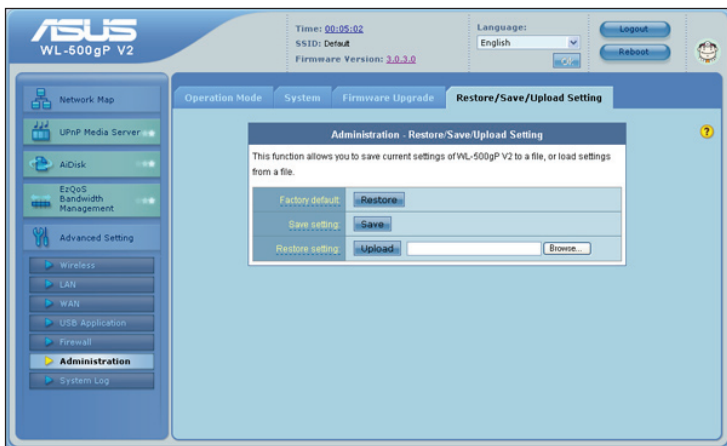 ASUS
WL-500gP V2
Time: 00:05:02
SSID: Default
Firmware Version: 3.0.3.0
Language:
English
Logout
Reboot
Network Map
UPnP Media Server
AiDisk
EzQoS
Bandwidth
Management
Advanced Setting
Wireless
LAN
WAN
USB Application
Firewall
Administration
System Log
Operation Mode
System
Firmware Upgrade
Restore/Save/Upload Setting
Administration - Restore/Save/Upload Setting
This function allows you to save current settings of WL-500gP V2 to a file, or load settings
from a file.
Factory default:
Restore
Save setting:
Save
Restore setting:
Upload
Browse...
?